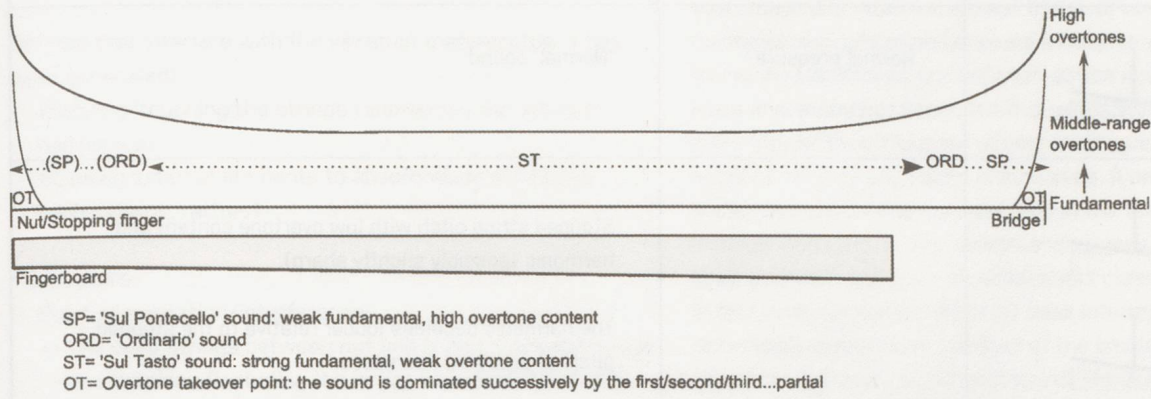 High
overtones
Middle-range
overtones
(SP)...(ORD) ST ORD... SP
OT OT Fundamental
Nut/Stopping finger Bridge
Fingerboard
SP= 'Sul Pontecello' sound: weak fundamental, high overtone content
ORD= 'Ordinario' sound
ST= 'Sul Tasto' sound: strong fundamental, weak overtone content
OT= Overtone takeover point: the sound is dominated successively by the first/second/third...partial